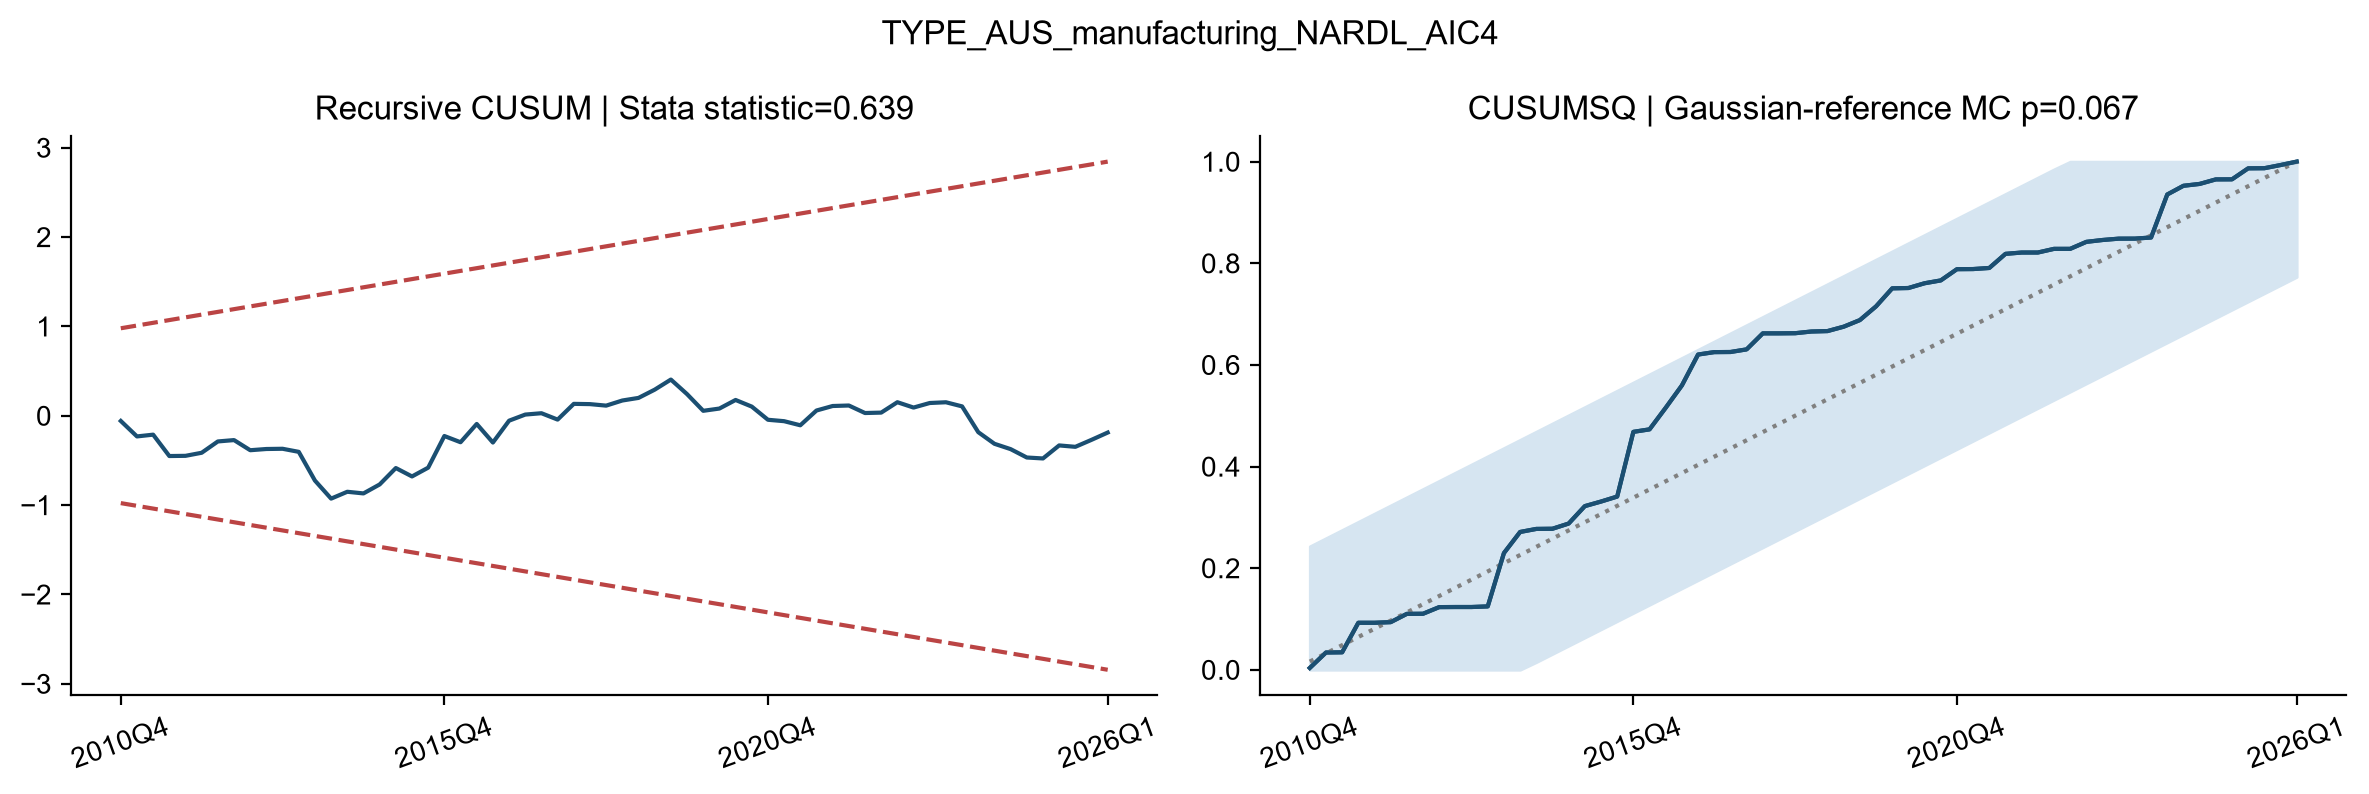 TYPE_AUS_manufacturing_NARDL_AIC4
Recursive CUSUM | Stata statistic=0.639
3
2
1
0
−1
−2
−3
2010Q4
2015Q4
2020Q4
2026Q1
CUSUMSQ | Gaussian-reference MC p=0.067
1.0
0.8
0.6
0.4
0.2
0.0
2010Q4
2015Q4
2020Q4
2026Q1